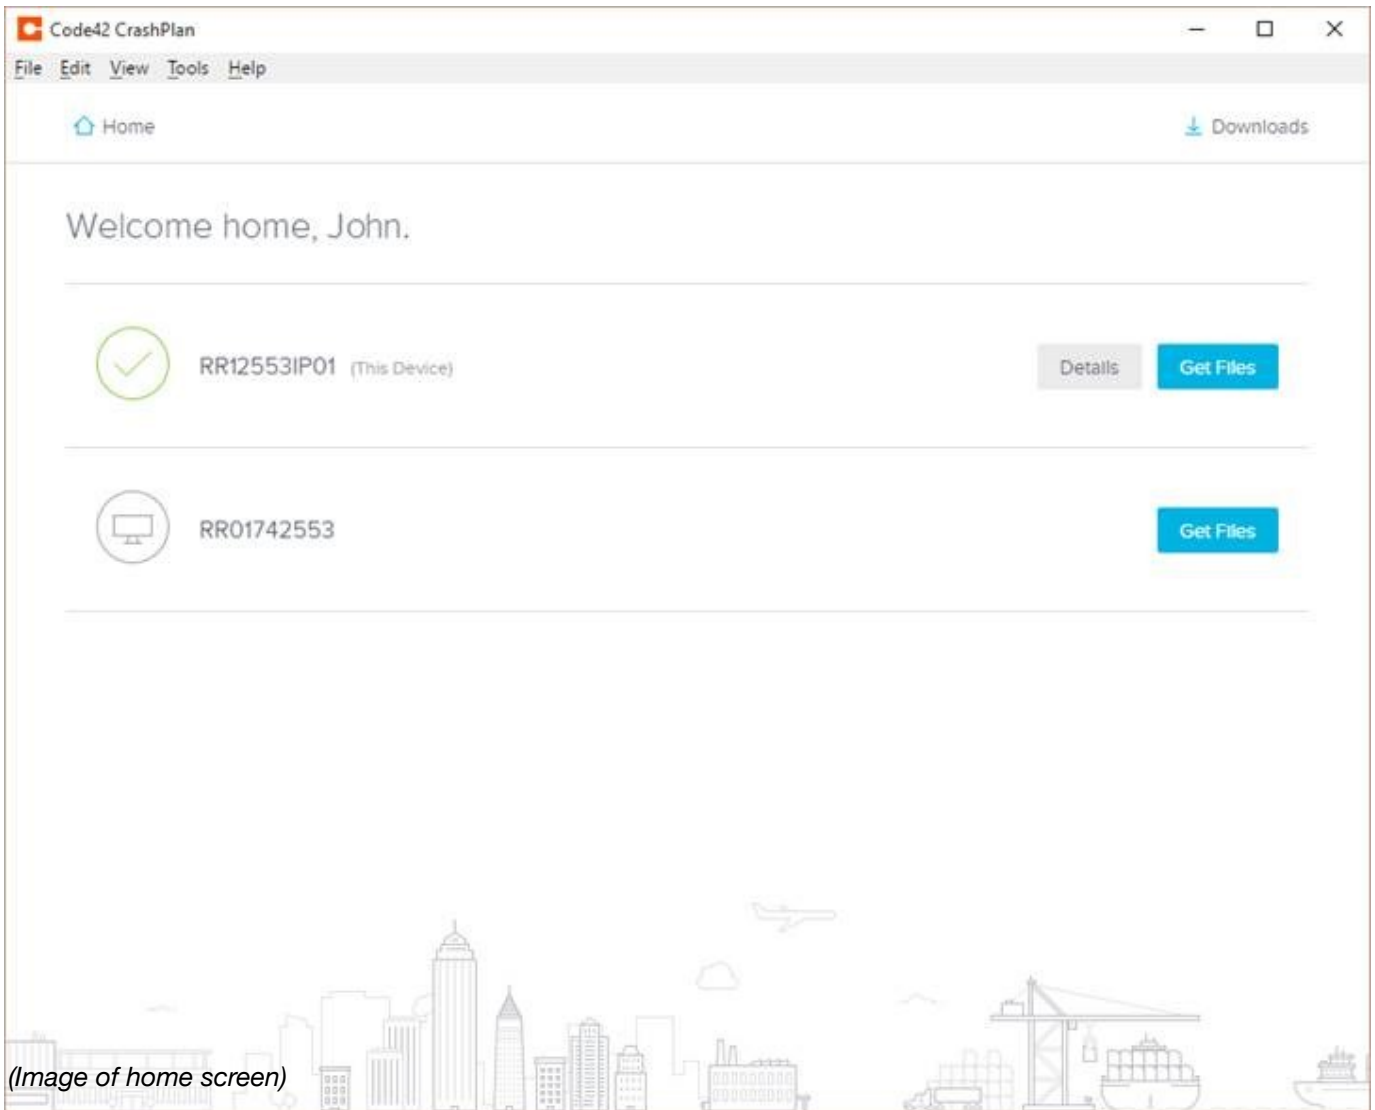 Code42 CrashPlan
File Edit View Tools Help
Home Downloads
Welcome home, John.
RR12553IP01 (This Device) Details Get Files
RR01742553 Get Files
(Image of home screen)